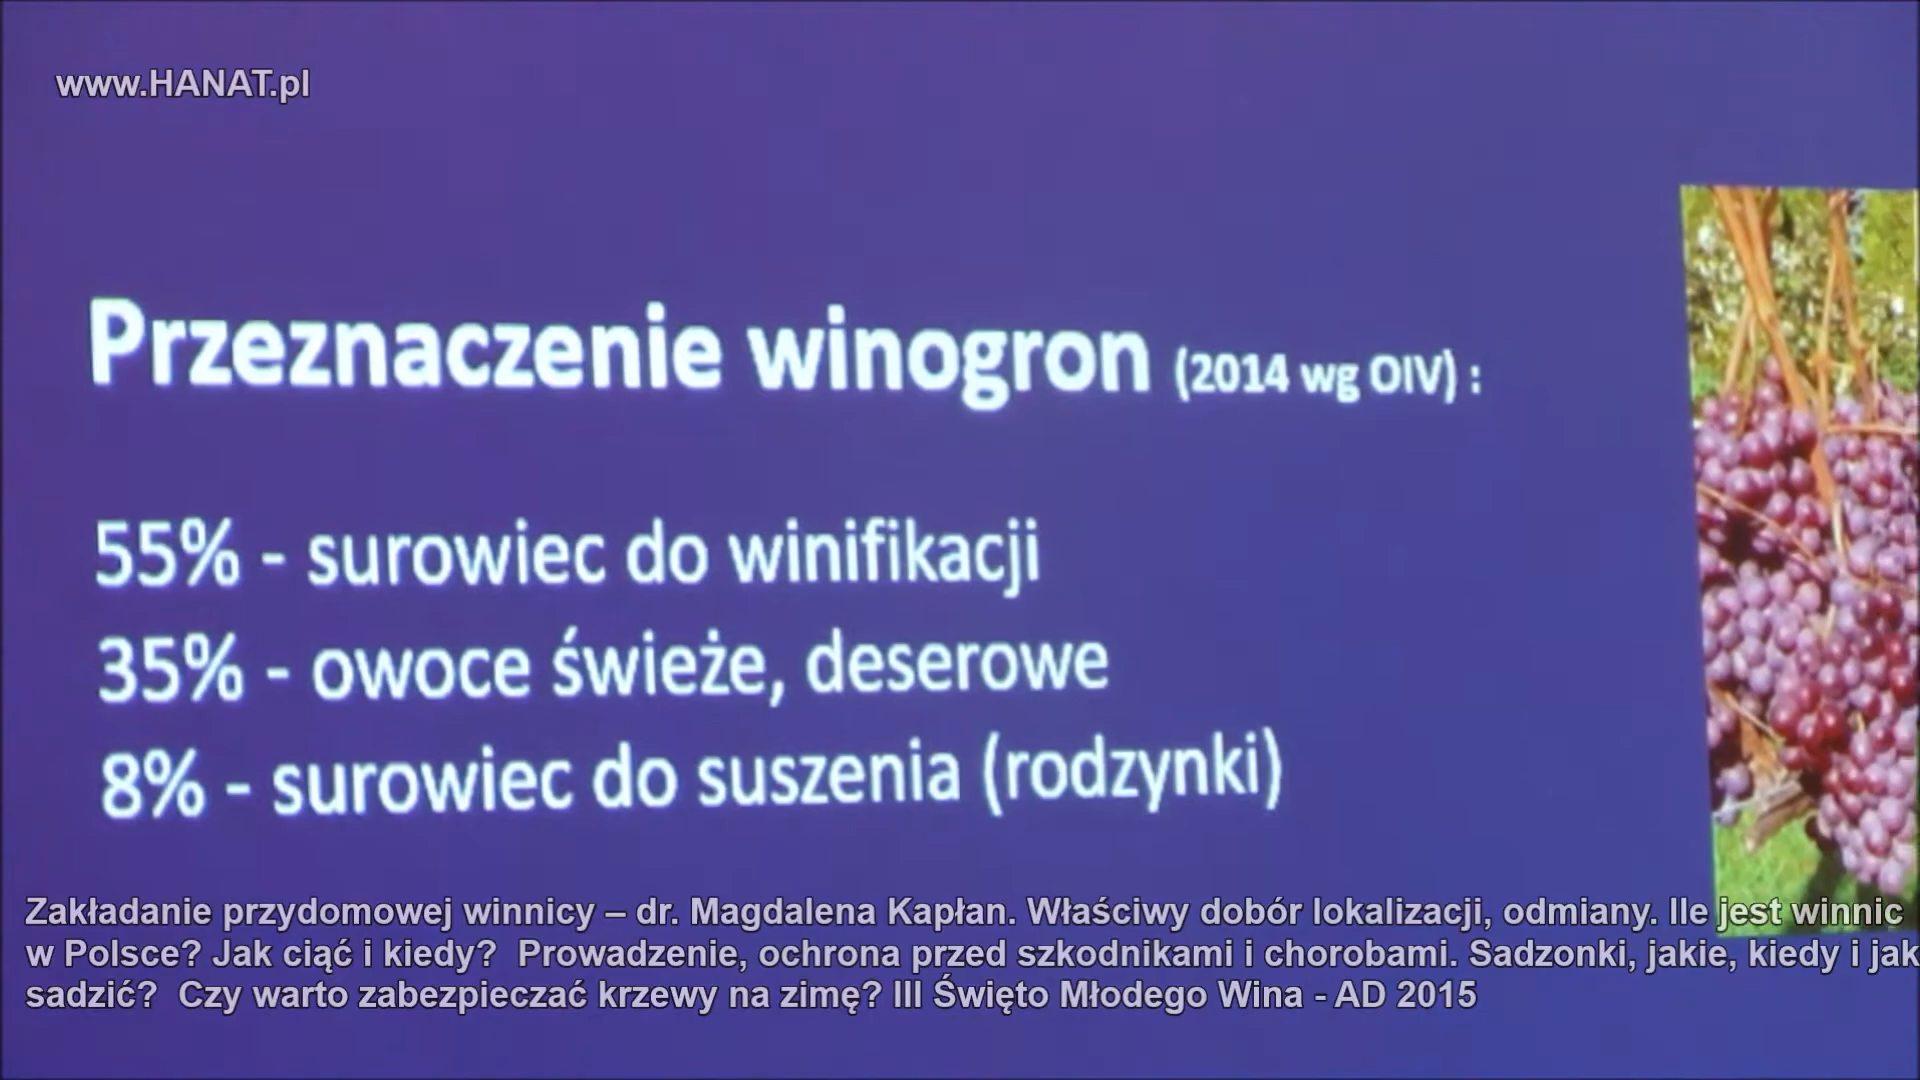 www.HANAT.pl
Przeznaczenie winogron (2014 wg OIV) :
55% - surowiec do winifikacji
35% - owoce świeże, deserowe
8% - surowiec do suszenia (rodzynki)
Zakładanie przydomowej winnicy – dr. Magdalena Kapłan. Właściwy dobór lokalizacji, odmiany. Ile jest winnic
w Polsce? Jak ciąć i kiedy?  Prowadzenie, ochrona przed szkodnikami i chorobami. Sadzonki, jakie, kiedy i jak
sadzić?  Czy warto zabezpieczać krzewy na zimę? III Święto Młodego Wina - AD 2015